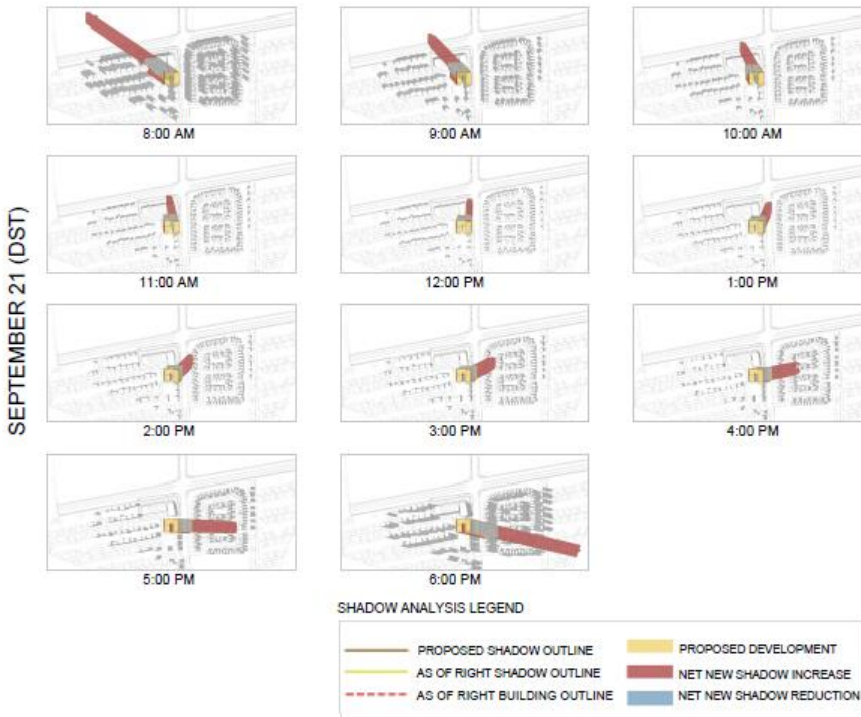 SEPTEMBER 21 (DST)
8:00 AM
9:00 AM
10:00 AM
11:00 AM
12:00 PM
1:00 PM
2:00 PM
3:00 PM
4:00 PM
5:00 PM
6:00 PM
SHADOW ANALYSIS LEGEND
PROPOSED SHADOW OUTLINE
AS OF RIGHT SHADOW OUTLINE
AS OF RIGHT BUILDING OUTLINE
PROPOSED DEVELOPMENT
NET NEW SHADOW INCREASE
NET NEW SHADOW REDUCTION